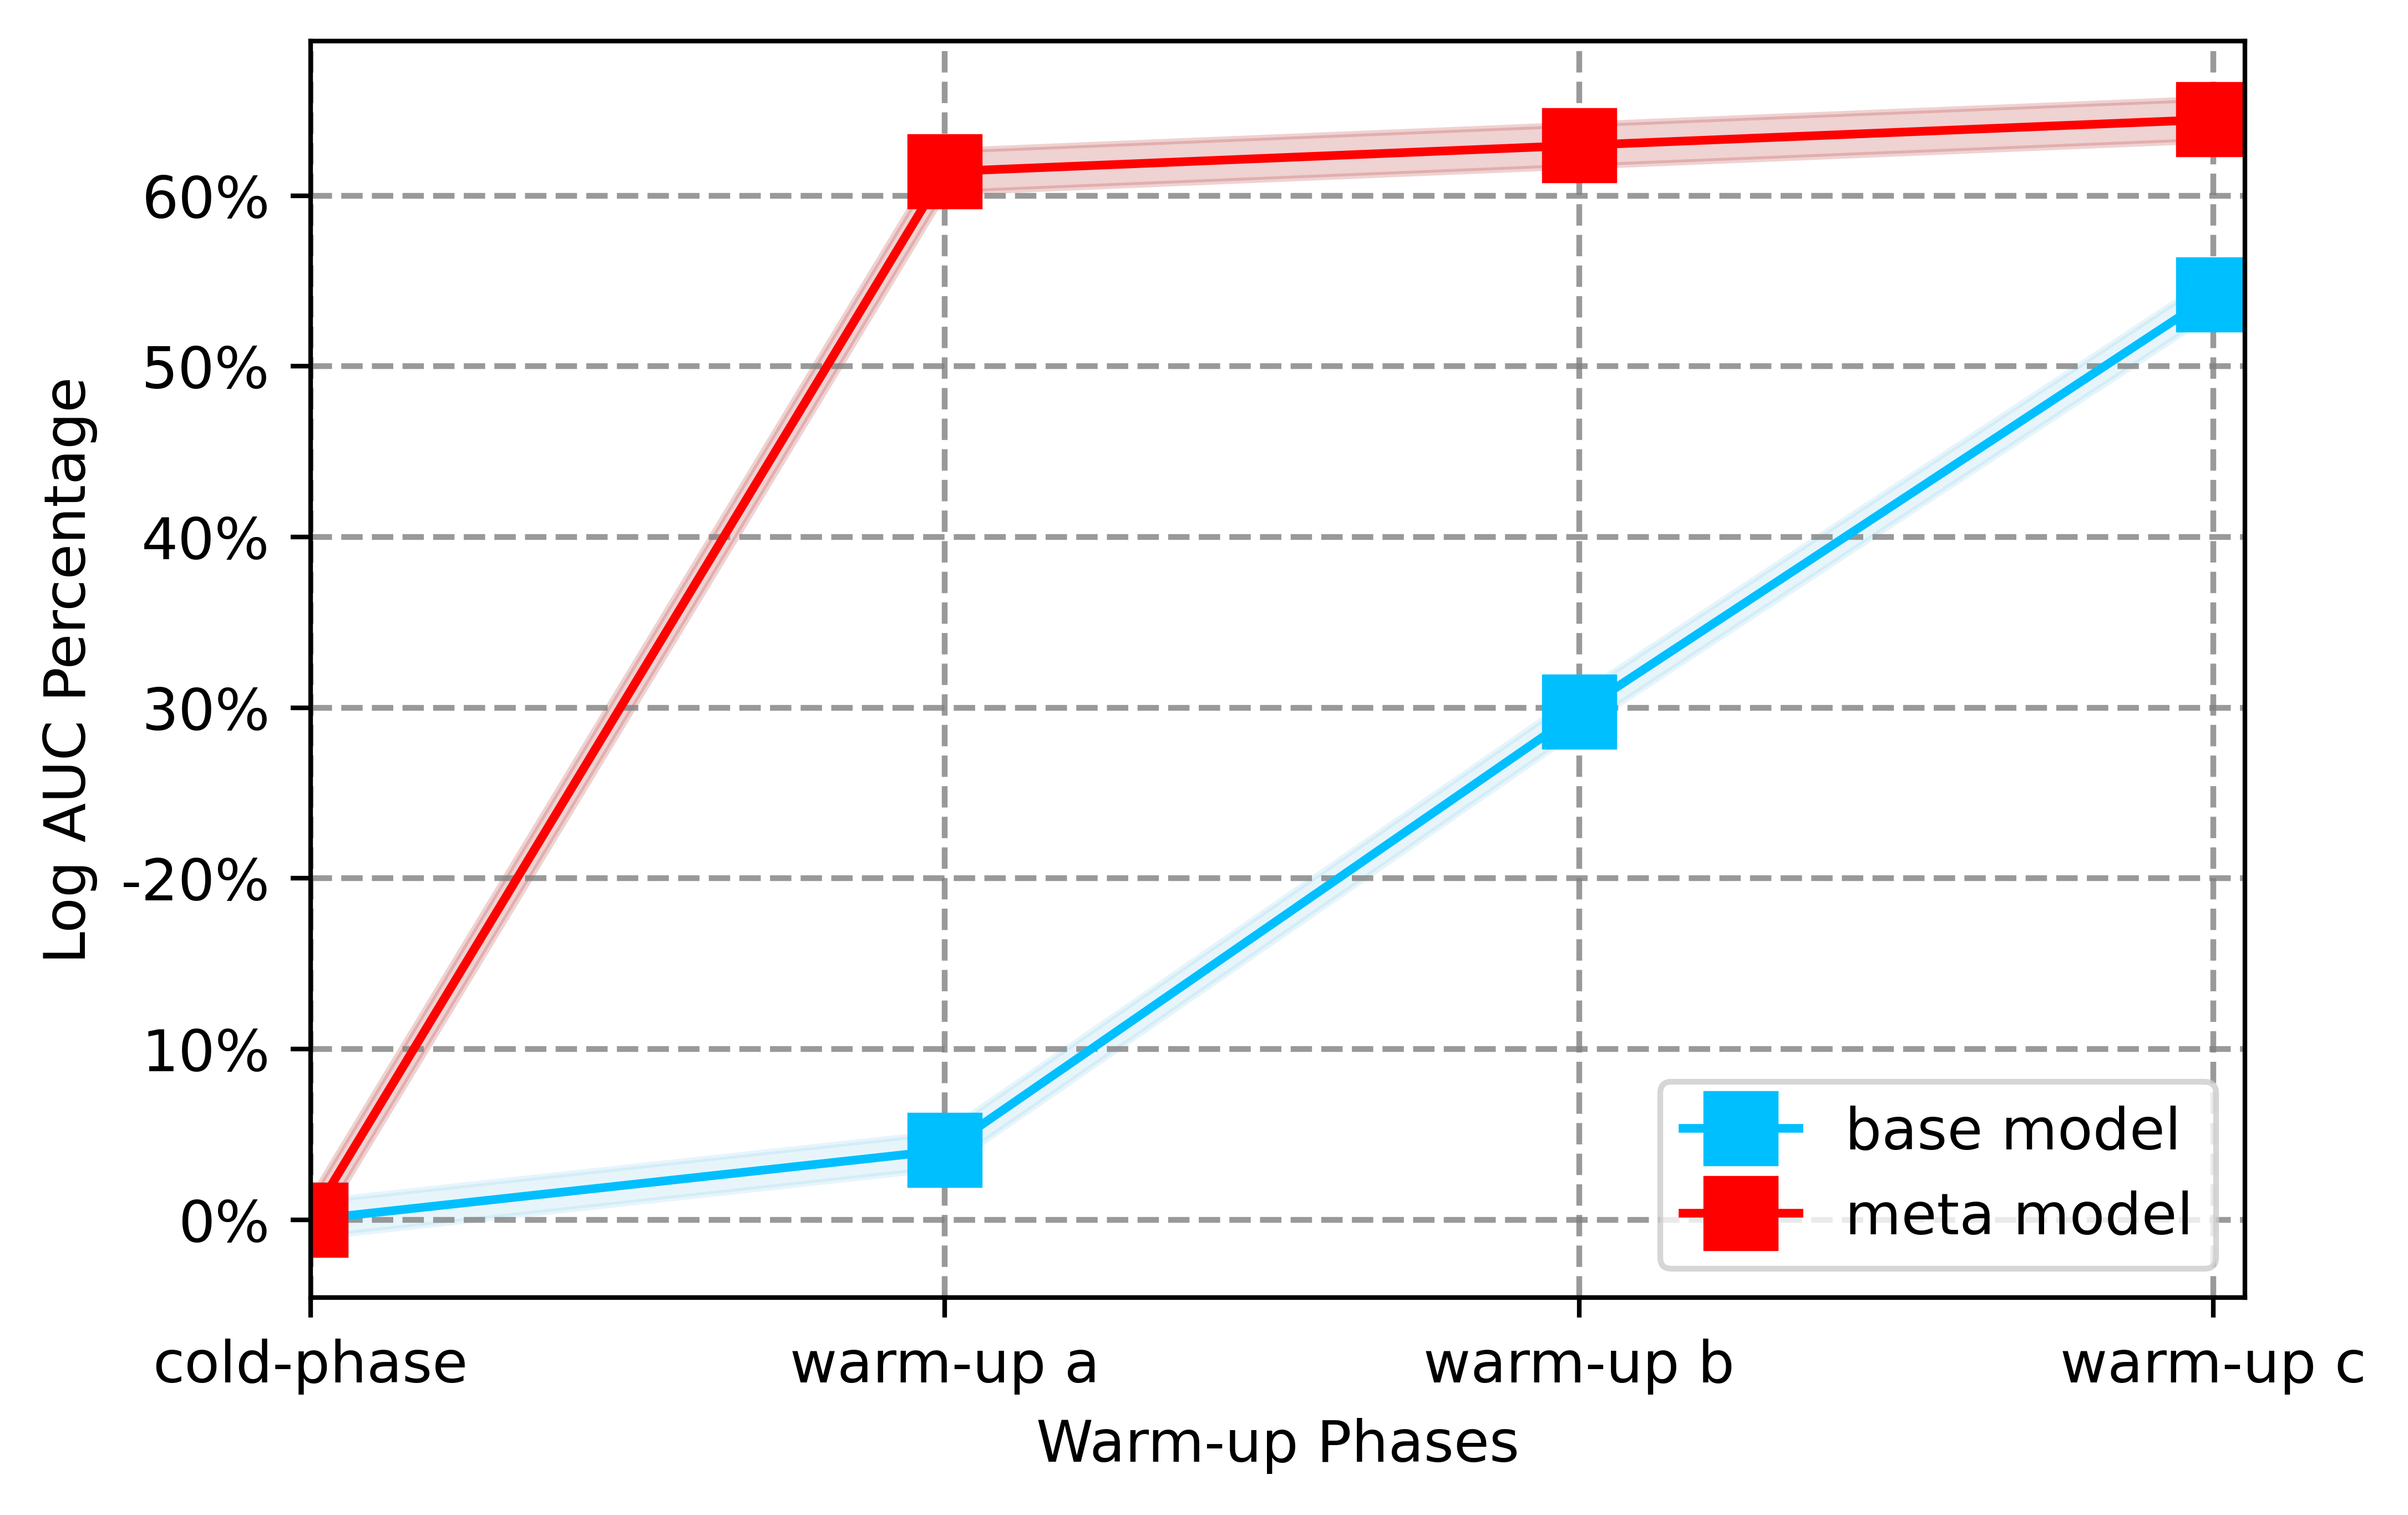 Log AUC Percentage
60%
50%
40%
30%
-20%
10%
0%
base model
meta model
cold-phase
warm-up a
warm-up b
warm-up c
Warm-up Phases